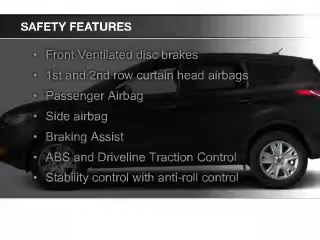 SAFETY FEATURES
• Front Ventilated disc brakes
• 1st and 2nd row curtain head airbags
• Passenger Airbag
• Side airbag
• Braking Assist
• ABS and Driveline Traction Control
• Stability control with anti-roll control